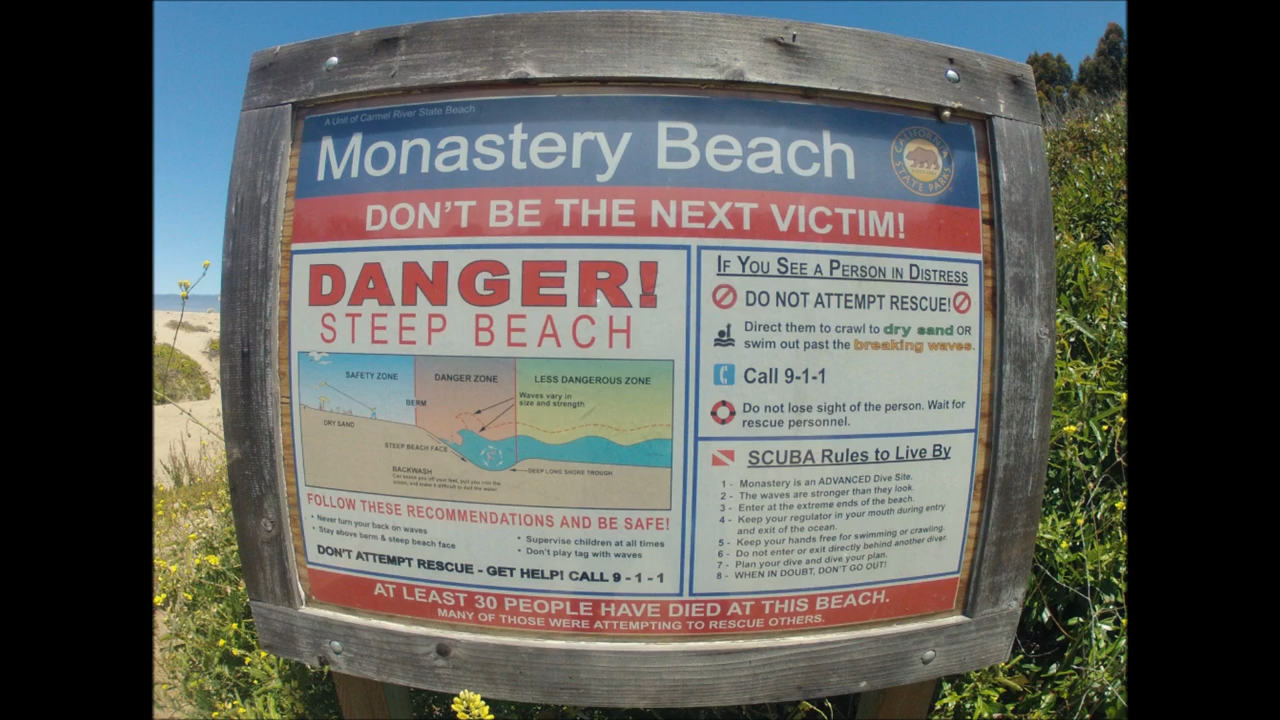 A Unit of Carmel River State Beach
Monastery Beach
CALIFORNIA
STATE PARKS
DON'T BE THE NEXT VICTIM!
DANGER!
STEEP BEACH
SAFETY ZONE
DANGER ZONE
LESS DANGEROUS ZONE
Waves vary in
size and strength
BERM
DRY SAND
STEEP BEACH FACE
BACKWASH
DEEP LONG SHORE TROUGH
FOLLOW THESE RECOMMENDATIONS AND BE SAFE!
• Never turn your back on waves
• Stay above berm & steep beach face
• Supervise children at all times
• Don't play tag with waves
DON'T ATTEMPT RESCUE - GET HELP! CALL 9 - 1 - 1
IF YOU SEE A PERSON IN DISTRESS
DO NOT ATTEMPT RESCUE!
Direct them to crawl to dry sand OR
swim out past the breaking waves.
Call 9-1-1
Do not lose sight of the person. Wait for
rescue personnel.
SCUBA Rules to Live By
1 - Monastery is an ADVANCED Dive Site.
2 - The waves are stronger than they look.
3 - Enter at the extreme ends of the beach.
4 - Keep your regulator in your mouth during entry
and exit of the ocean.
5 - Keep your hands free for swimming or crawling.
6 - Do not enter or exit directly behind another diver.
7 - Plan your dive and dive your plan.
8 - WHEN IN DOUBT, DON'T GO OUT!
AT LEAST 30 PEOPLE HAVE DIED AT THIS BEACH.
MANY OF THOSE WERE ATTEMPTING TO RESCUE OTHERS.